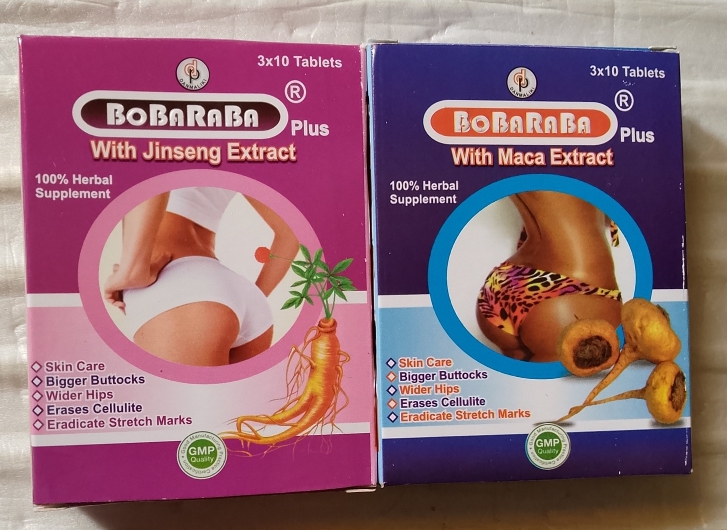 3x10 Tablets
DANMALINI
BoBaRaBa
®
Plus
With Jinseng Extract
100% Herbal
Supplement
Skin Care
Bigger Buttocks
Wider Hips
Erases Cellulite
Eradicate Stretch Marks
GMP
Quality
3x10 Tablets
DANMALINI
BoBaRaBa
®
Plus
With Maca Extract
100% Herbal
Supplement
Skin Care
Bigger Buttocks
Wider Hips
Erases Cellulite
Eradicate Stretch Marks
GMP
Quality